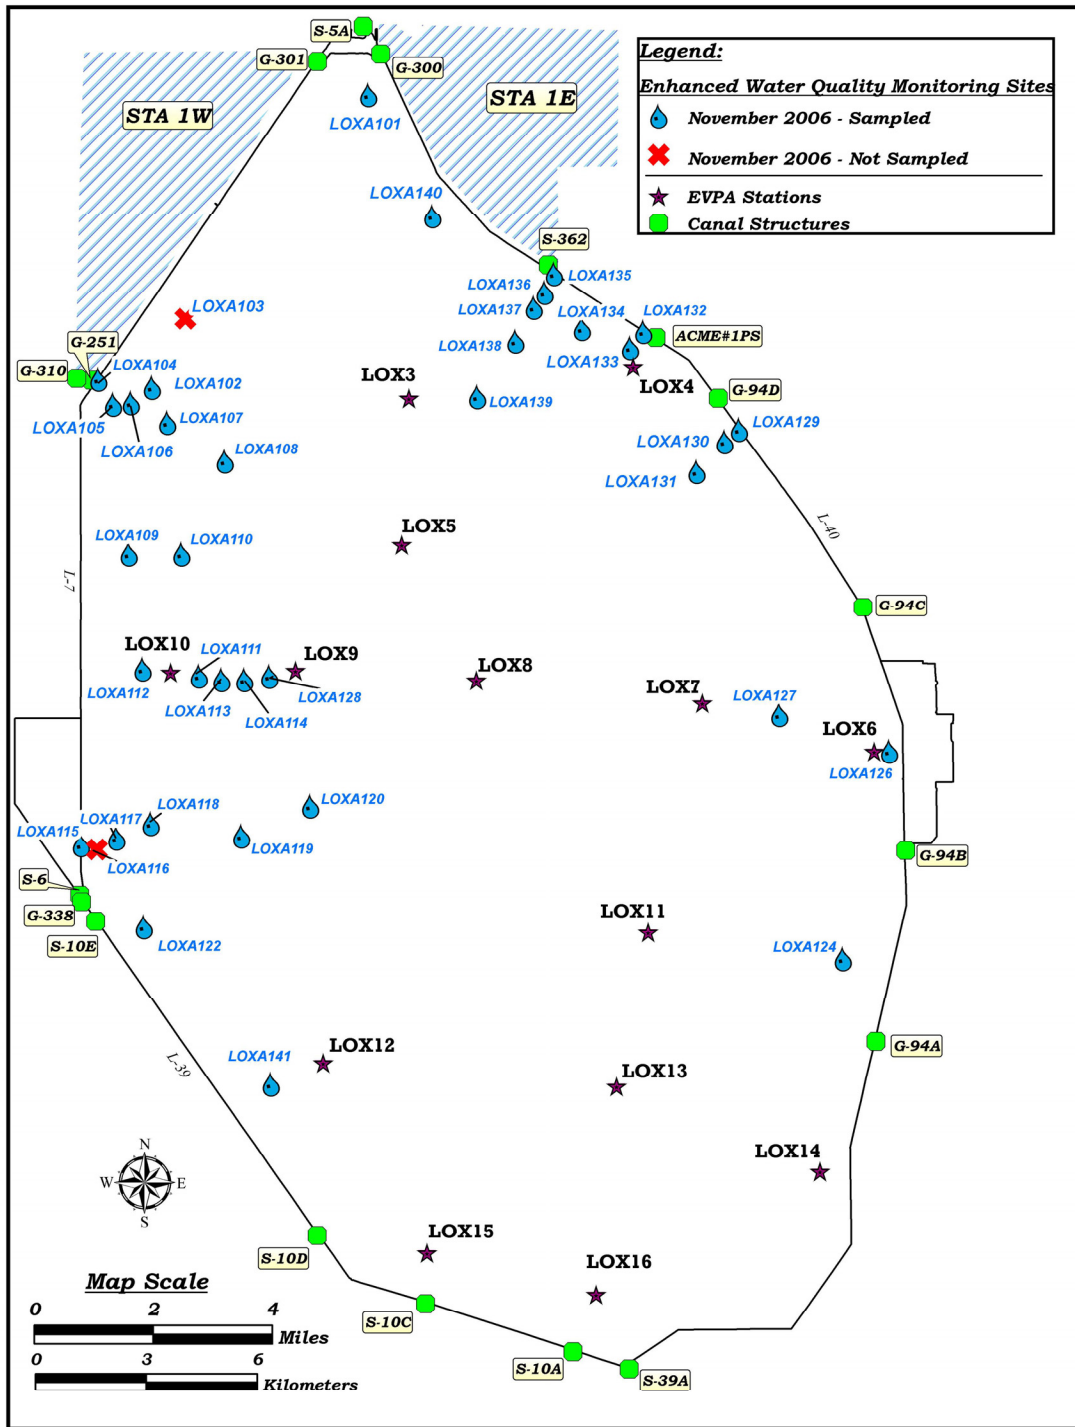 S-5A
G-301
G-300
STA 1W
STA 1E
LOXA101
Legend:
Enhanced Water Quality Monitoring Sites
November 2006 - Sampled
November 2006 - Not Sampled
EVPA Stations
Canal Structures
LOXA140
S-362
LOXA135
LOXA136
LOXA103
LOXA137
LOXA134
LOXA132
G-251
LOXA138
ACME#1PS
LOXA133
G-310
LOXA104
LOX3
LOX4
LOXA102
G-94D
LOXA139
LOXA105
LOXA107
LOXA129
LOXA106
LOXA130
LOXA108
LOXA131
LOX5
L-40
LOXA109
LOXA110
L-7
G-94C
LOX10
LOXA111
LOX9
LOX8
LOX7
LOXA112
LOXA128
LOXA127
LOXA113
LOXA114
LOX6
LOXA126
LOXA120
LOXA117
LOXA118
LOXA115
LOXA119
G-94B
LOXA116
S-6
G-338
LOX11
S-10E
LOXA122
LOXA124
LOX12
G-94A
L-39
LOXA141
LOX13
N
W
E
S
LOX14
LOX15
S-10D
LOX16
Map Scale
0 2 4
Miles
S-10C
0 3 6
Kilometers
S-10A
S-39A